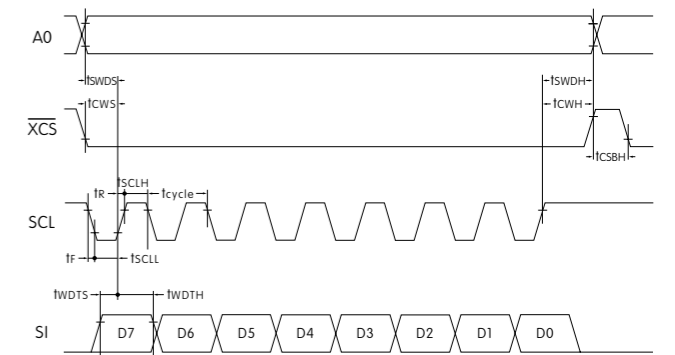 A0
tSWDS
tSWDH
tCWS
tCWH
XCS
tCSBH
tSCLH
tR
tcycle
SCL
tF
tSCLL
tWDTS
tWDTH
SI
D7
D6
D5
D4
D3
D2
D1
D0